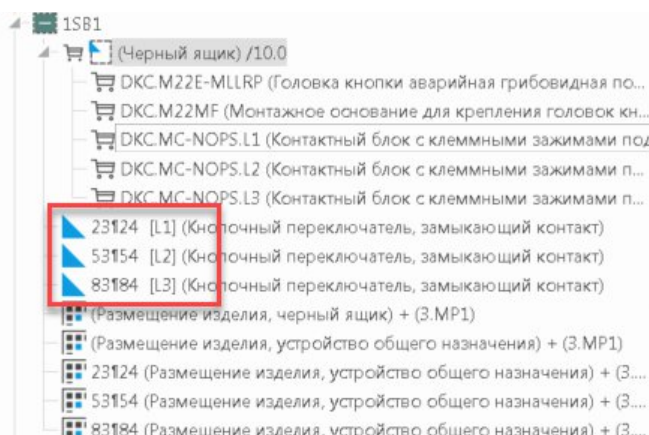 1SB1
(Черный ящик) /10.0
DKC.M22E-MLLRP (Головка кнопки аварийная грибовидная по...
DKC.M22MF (Монтажное основание для крепления головок кн...
DKC.MC-NOPS.L1 (Контактный блок с клеммными зажимами под
DKC.MC-NOPS.L2 (Контактный блок с клеммными зажимами п...
DKC.MC-NOPS.L3 (Контактный блок с клеммными зажимами п...
23¶24 [L1] (Кнопочный переключатель, замыкающий контакт)
53¶54 [L2] (Кнопочный переключатель, замыкающий контакт)
83¶84 [L3] (Кнопочный переключатель, замыкающий контакт)
(Размещение изделия, черный ящик) + (3.MP1)
(Размещение изделия, устройство общего назначения) + (3.MP1)
23¶24 (Размещение изделия, устройство общего назначения) + (3....
53¶54 (Размещение изделия, устройство общего назначения) + (3....
83¶84 (Размещение изделия, устройство общего назначения) + (3....